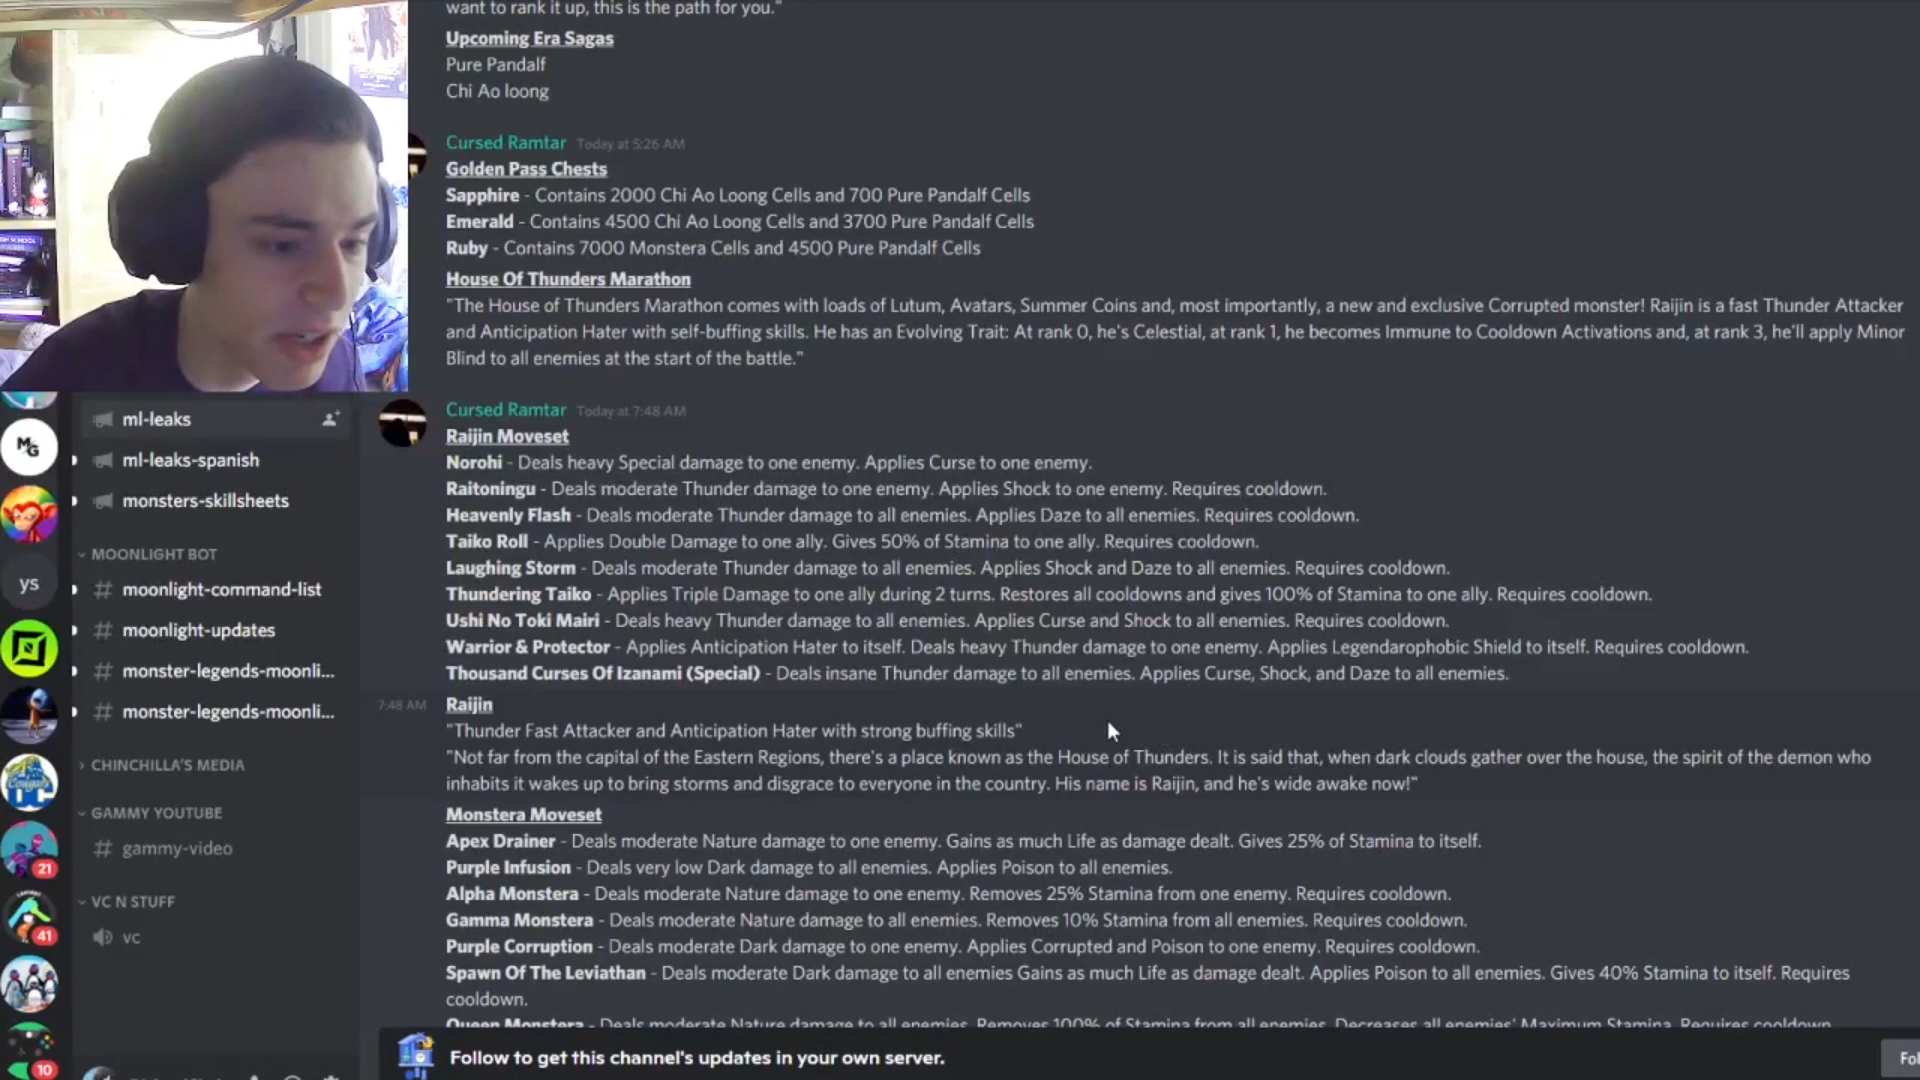 want to rank it up, this is the path for you."
Upcoming Era Sagas
Pure Pandalf
Chi Ao loong
Cursed Ramtar Today at 5:26 AM
Golden Pass Chests
Sapphire - Contains 2000 Chi Ao Loong Cells and 700 Pure Pandalf Cells
Emerald - Contains 4500 Chi Ao Loong Cells and 3700 Pure Pandalf Cells
Ruby - Contains 7000 Monstera Cells and 4500 Pure Pandalf Cells
House Of Thunders Marathon
"The House of Thunders Marathon comes with loads of Lutum, Avatars, Summer Coins and, most importantly, a new and exclusive Corrupted monster! Raijin is a fast Thunder Attacker
and Anticipation Hater with self-buffing skills. He has an Evolving Trait: At rank 0, he's Celestial, at rank 1, he becomes Immune to Cooldown Activations and, at rank 3, he'll apply Minor
Blind to all enemies at the start of the battle."
Cursed Ramtar Today at 7:48 AM
Raijin Moveset
Norohi - Deals heavy Special damage to one enemy. Applies Curse to one enemy.
Raitoningu - Deals moderate Thunder damage to one enemy. Applies Shock to one enemy. Requires cooldown.
Heavenly Flash - Deals moderate Thunder damage to all enemies. Applies Daze to all enemies. Requires cooldown.
Taiko Roll - Applies Double Damage to one ally. Gives 50% of Stamina to one ally. Requires cooldown.
Laughing Storm - Deals moderate Thunder damage to all enemies. Applies Shock and Daze to all enemies. Requires cooldown.
Thundering Taiko - Applies Triple Damage to one ally during 2 turns. Restores all cooldowns and gives 100% of Stamina to one ally. Requires cooldown.
Ushi No Toki Mairi - Deals heavy Thunder damage to all enemies. Applies Curse and Shock to all enemies. Requires cooldown.
Warrior & Protector - Applies Anticipation Hater to itself. Deals heavy Thunder damage to one enemy. Applies Legendarophobic Shield to itself. Requires cooldown.
Thousand Curses Of Izanami (Special) - Deals insane Thunder damage to all enemies. Applies Curse, Shock, and Daze to all enemies.
7:48 AM Raijin
"Thunder Fast Attacker and Anticipation Hater with strong buffing skills"
"Not far from the capital of the Eastern Regions, there's a place known as the House of Thunders. It is said that, when dark clouds gather over the house, the spirit of the demon who
inhabits it wakes up to bring storms and disgrace to everyone in the country. His name is Raijin, and he's wide awake now!"
Monstera Moveset
Apex Drainer - Deals moderate Nature damage to one enemy. Gains as much Life as damage dealt. Gives 25% of Stamina to itself.
Purple Infusion - Deals very low Dark damage to all enemies. Applies Poison to all enemies.
Alpha Monstera - Deals moderate Nature damage to one enemy. Removes 25% Stamina from one enemy. Requires cooldown.
Gamma Monstera - Deals moderate Nature damage to all enemies. Removes 10% Stamina from all enemies. Requires cooldown.
Purple Corruption - Deals moderate Dark damage to one enemy. Applies Corrupted and Poison to one enemy. Requires cooldown.
Spawn Of The Leviathan - Deals moderate Dark damage to all enemies Gains as much Life as damage dealt. Applies Poison to all enemies. Gives 40% Stamina to itself. Requires
cooldown.
Queen Monstera - Deals moderate Nature damage to all enemies. Removes 100% of Stamina from all enemies. Decreases all enemies' Maximum Stamina. Requires cooldown.
Follow to get this channel's updates in your own server.
Fol
ml-leaks
ml-leaks-spanish
monsters-skillsheets
MOONLIGHT BOT
moonlight-command-list
moonlight-updates
monster-legends-moonli...
monster-legends-moonli...
CHINCHILLA'S MEDIA
GAMMY YOUTUBE
gammy-video
VC N STUFF
vc
MG
ys
21
41
10